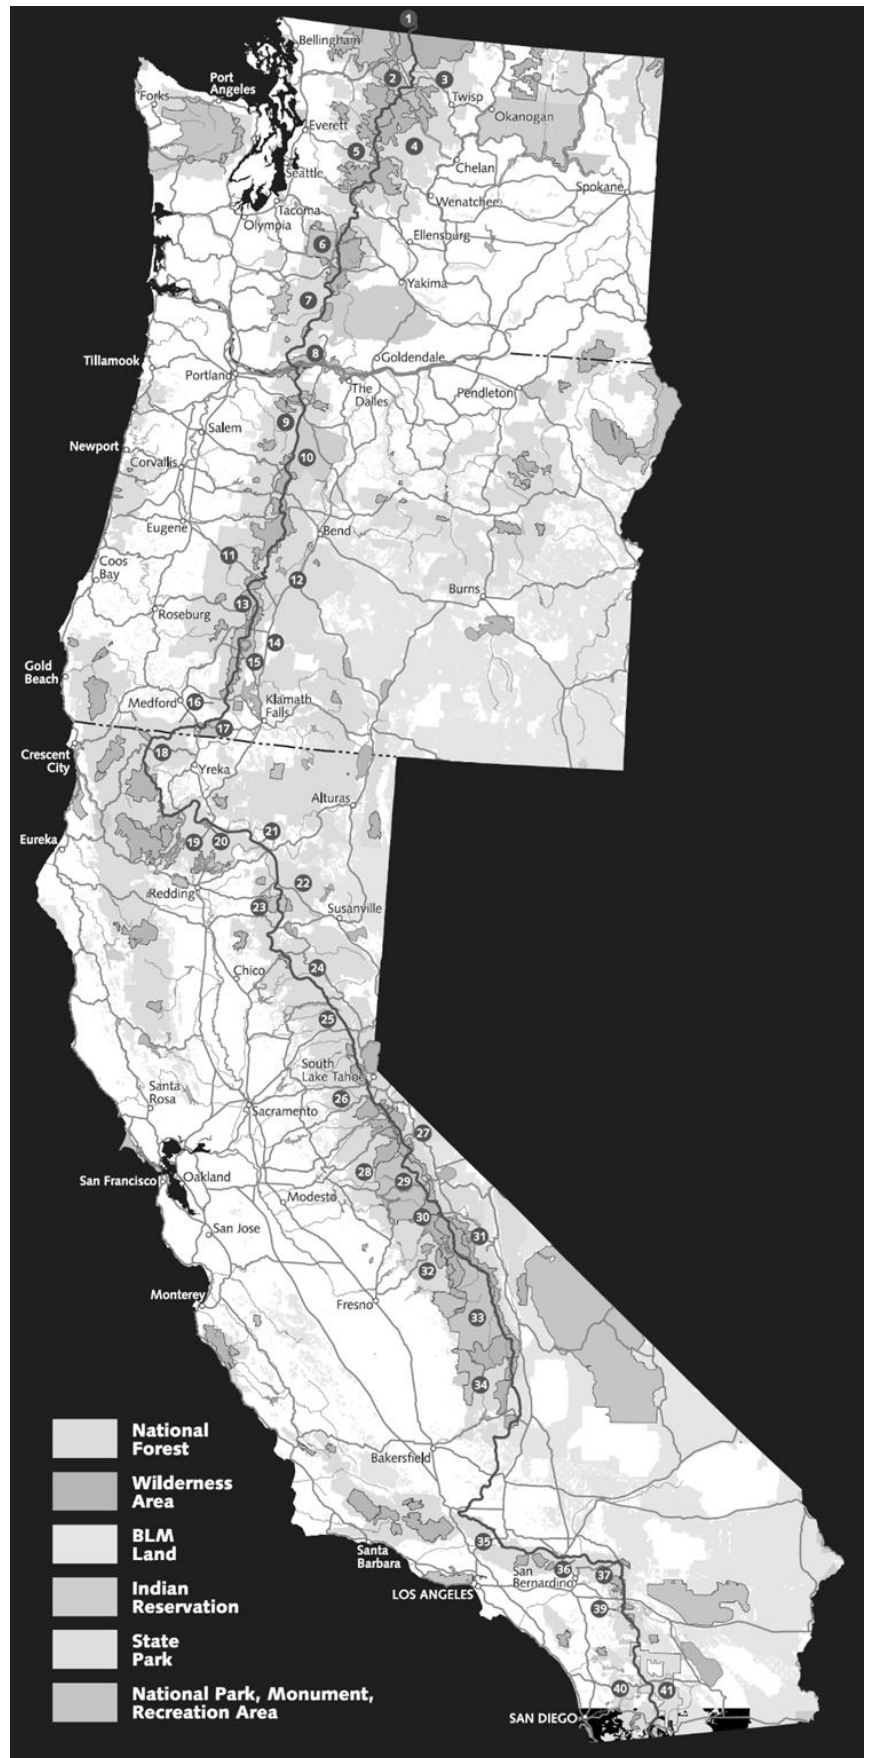 1
Bellingham
2
3
Port
Angeles
Forks
Twisp
Okanogan
Everett
5
4
Chelan
Seattle
Spokane
Wenatchee
Tacoma
Olympia
Ellensburg
6
Yakima
7
8
Goldendale
Tillamook
Portland
The
Dalles
Pendleton
9
Salem
Newport
Corvallis
10
Eugene
Bend
11
Coos
Bay
12
Burns
13
Roseburg
14
15
Gold
Beach
Medford
16
Klamath
Falls
17
Crescent
City
18
Yreka
Alturas
21
Eureka
19
20
22
Redding
23
Susanville
24
Chico
25
South
Lake Tahoe
Santa
Rosa
26
Sacramento
27
28
29
San Francisco
Oakland
Modesto
30
San Jose
31
32
Monterey
Fresno
33
34
National
Forest
Bakersfield
Wilderness
Area
BLM
Land
35
Santa
Barbara
36
San
Bernardino
37
Indian
Reservation
LOS ANGELES
39
State
Park
National Park, Monument,
Recreation Area
40
41
SAN DIEGO